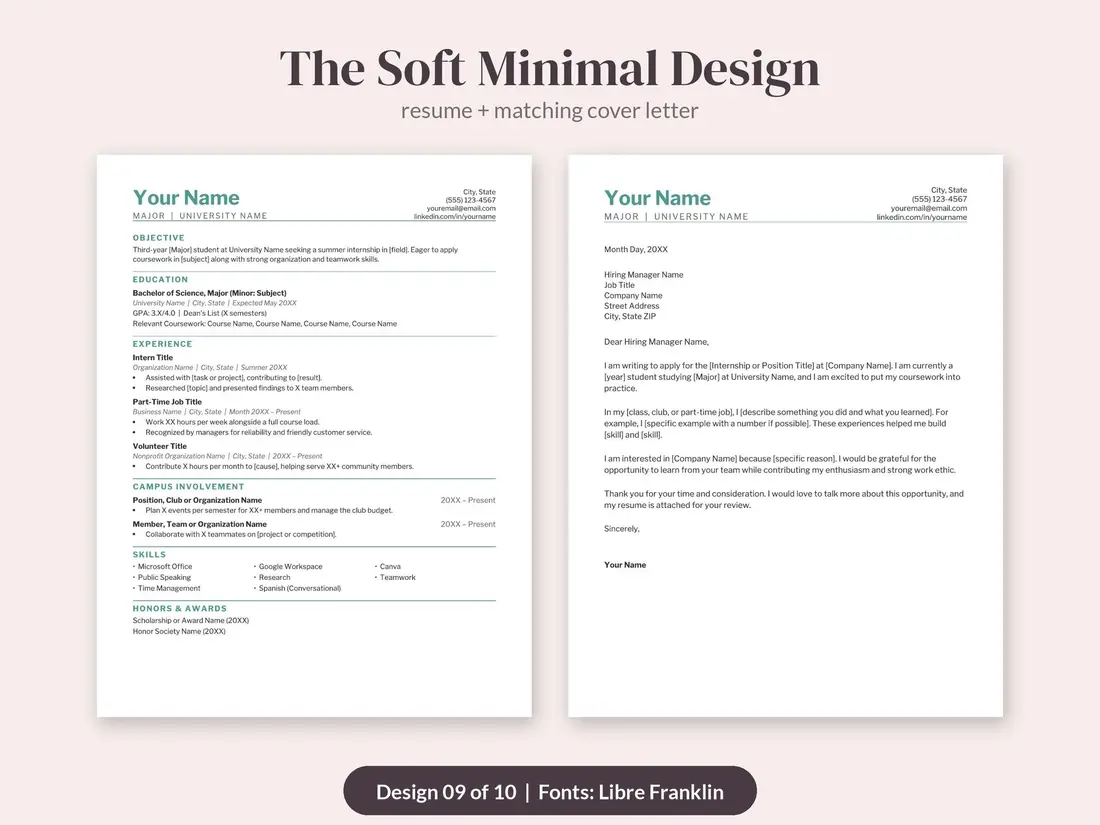 The Soft Minimal Design
resume + matching cover letter
Your Name
MAJOR | UNIVERSITY NAME
City, State
(555) 123-4567
youremail@email.com
linkedin.com/in/yourname
OBJECTIVE
Third-year [Major] student at University Name seeking a summer internship in [field]. Eager to apply
coursework in [subject] along with strong organization and teamwork skills.
EDUCATION
Bachelor of Science, Major (Minor: Subject)
University Name | City, State | Expected May 20XX
GPA: 3.X/4.0 | Dean's List (X semesters)
Relevant Coursework: Course Name, Course Name, Course Name, Course Name
EXPERIENCE
Intern Title
Organization Name | City, State | Summer 20XX
• Assisted with [task or project], contributing to [result].
• Researched [topic] and presented findings to X team members.
Part-Time Job Title
Business Name | City, State | Month 20XX – Present
• Work XX hours per week alongside a full course load.
• Recognized by managers for reliability and friendly customer service.
Volunteer Title
Nonprofit Organization Name | City, State | 20XX – Present
• Contribute X hours per month to [cause], helping serve XX+ community members.
CAMPUS INVOLVEMENT
Position, Club or Organization Name 20XX – Present
• Plan X events per semester for XX+ members and manage the club budget.
Member, Team or Organization Name 20XX – Present
• Collaborate with X teammates on [project or competition].
SKILLS
• Microsoft Office • Google Workspace • Canva
• Public Speaking • Research • Teamwork
• Time Management • Spanish (Conversational)
HONORS & AWARDS
Scholarship or Award Name (20XX)
Honor Society Name (20XX)
Your Name
MAJOR | UNIVERSITY NAME
City, State
(555) 123-4567
youremail@email.com
linkedin.com/in/yourname
Month Day, 20XX
Hiring Manager Name
Job Title
Company Name
Street Address
City, State ZIP
Dear Hiring Manager Name,
I am writing to apply for the [Internship or Position Title] at [Company Name]. I am currently a
[year] student studying [Major] at University Name, and I am excited to put my coursework into
practice.
In my [class, club, or part-time job], I [describe something you did and what you learned]. For
example, I [specific example with a number if possible]. These experiences helped me build
[skill] and [skill].
I am interested in [Company Name] because [specific reason]. I would be grateful for the
opportunity to learn from your team while contributing my enthusiasm and strong work ethic.
Thank you for your time and consideration. I would love to talk more about this opportunity, and
my resume is attached for your review.
Sincerely,
Your Name
Design 09 of 10 | Fonts: Libre Franklin